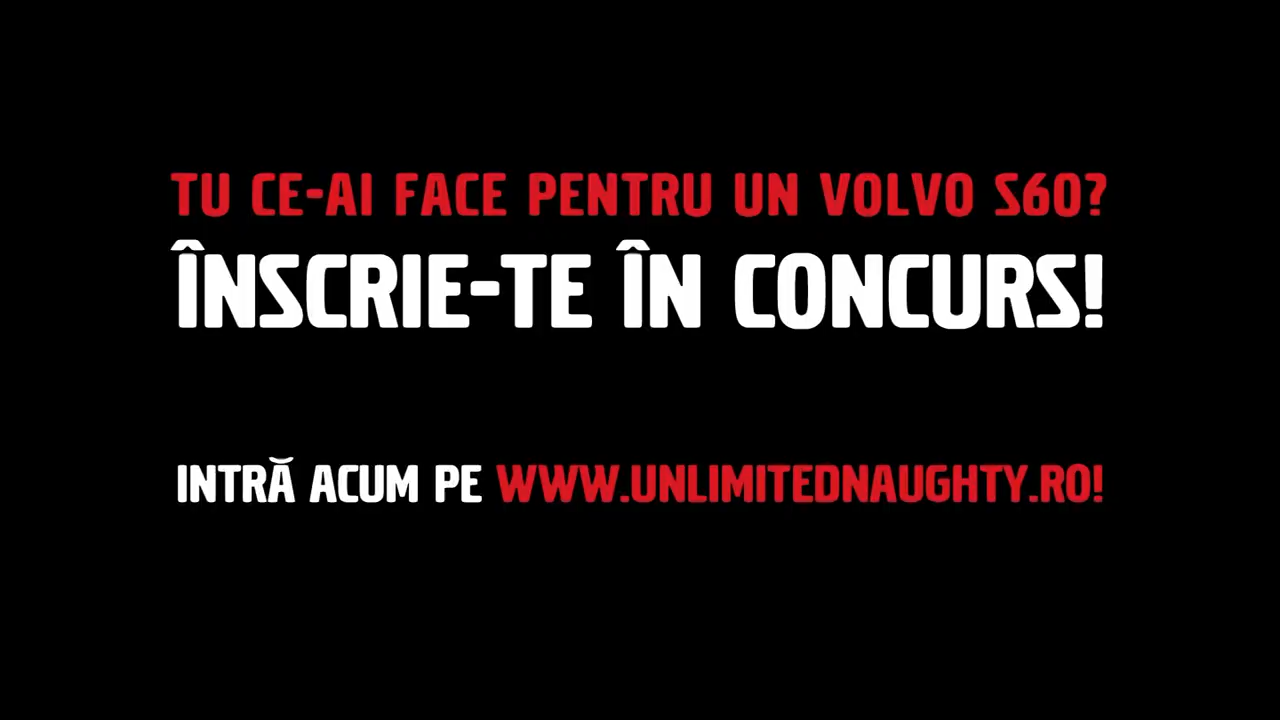 TU CE-AI FACE PENTRU UN VOLVO S60?
ÎNSCRIE-TE ÎN CONCURS!
INTRĂ ACUM PE WWW.UNLIMITEDNAUGHTY.RO!